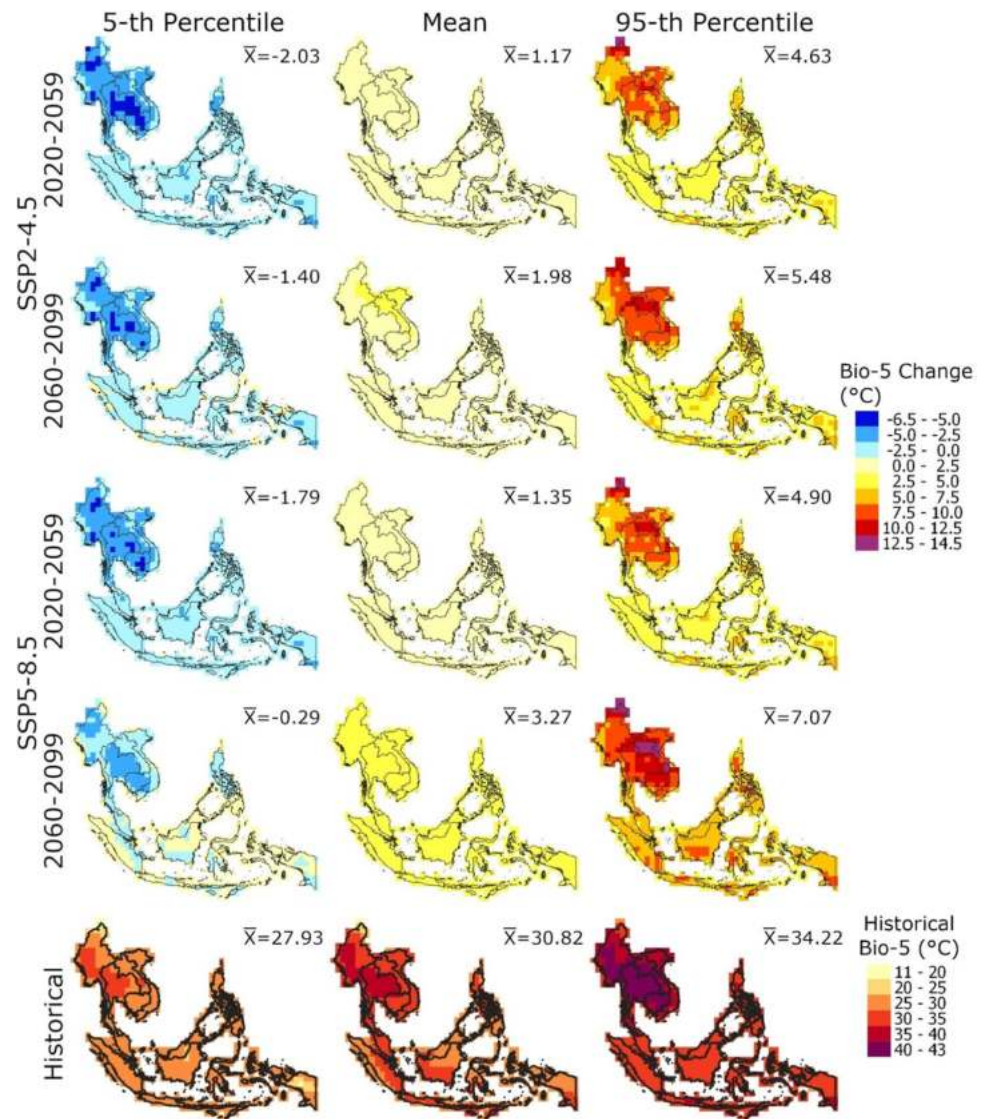 5-th Percentile
Mean
95-th Percentile
SSP2-4.5
2020-2059
X̄=-2.03
X̄=1.17
X̄=4.63
2060-2099
X̄=-1.40
X̄=1.98
X̄=5.48
Bio-5 Change
(°C)
-6.5 - -5.0
-5.0 - -2.5
-2.5 - 0.0
0.0 - 2.5
2.5 - 5.0
5.0 - 7.5
7.5 - 10.0
10.0 - 12.5
12.5 - 14.5
SSP5-8.5
2020-2059
X̄=-1.79
X̄=1.35
X̄=4.90
2060-2099
X̄=-0.29
X̄=3.27
X̄=7.07
Historical
X̄=27.93
X̄=30.82
X̄=34.22
Historical
Bio-5 (°C)
11 - 20
20 - 25
25 - 30
30 - 35
35 - 40
40 - 43